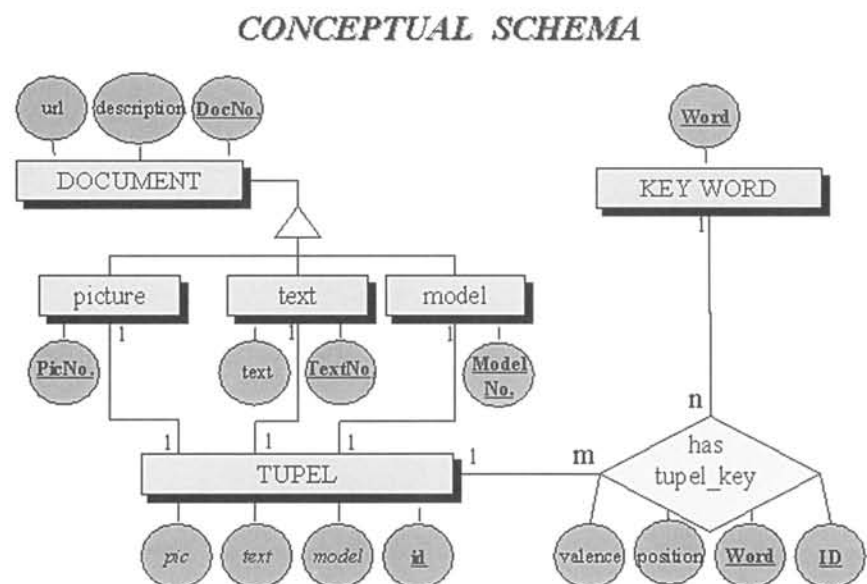 CONCEPTUAL SCHEMA
url description DocNo.
Word
DOCUMENT
KEY WORD
1
picture text model
1 1 1
PicNo. text TextNo Model
No.
n
1 1 1
has
tupel_key
TUPEL
1 m
pic text model id
valence position Word ID